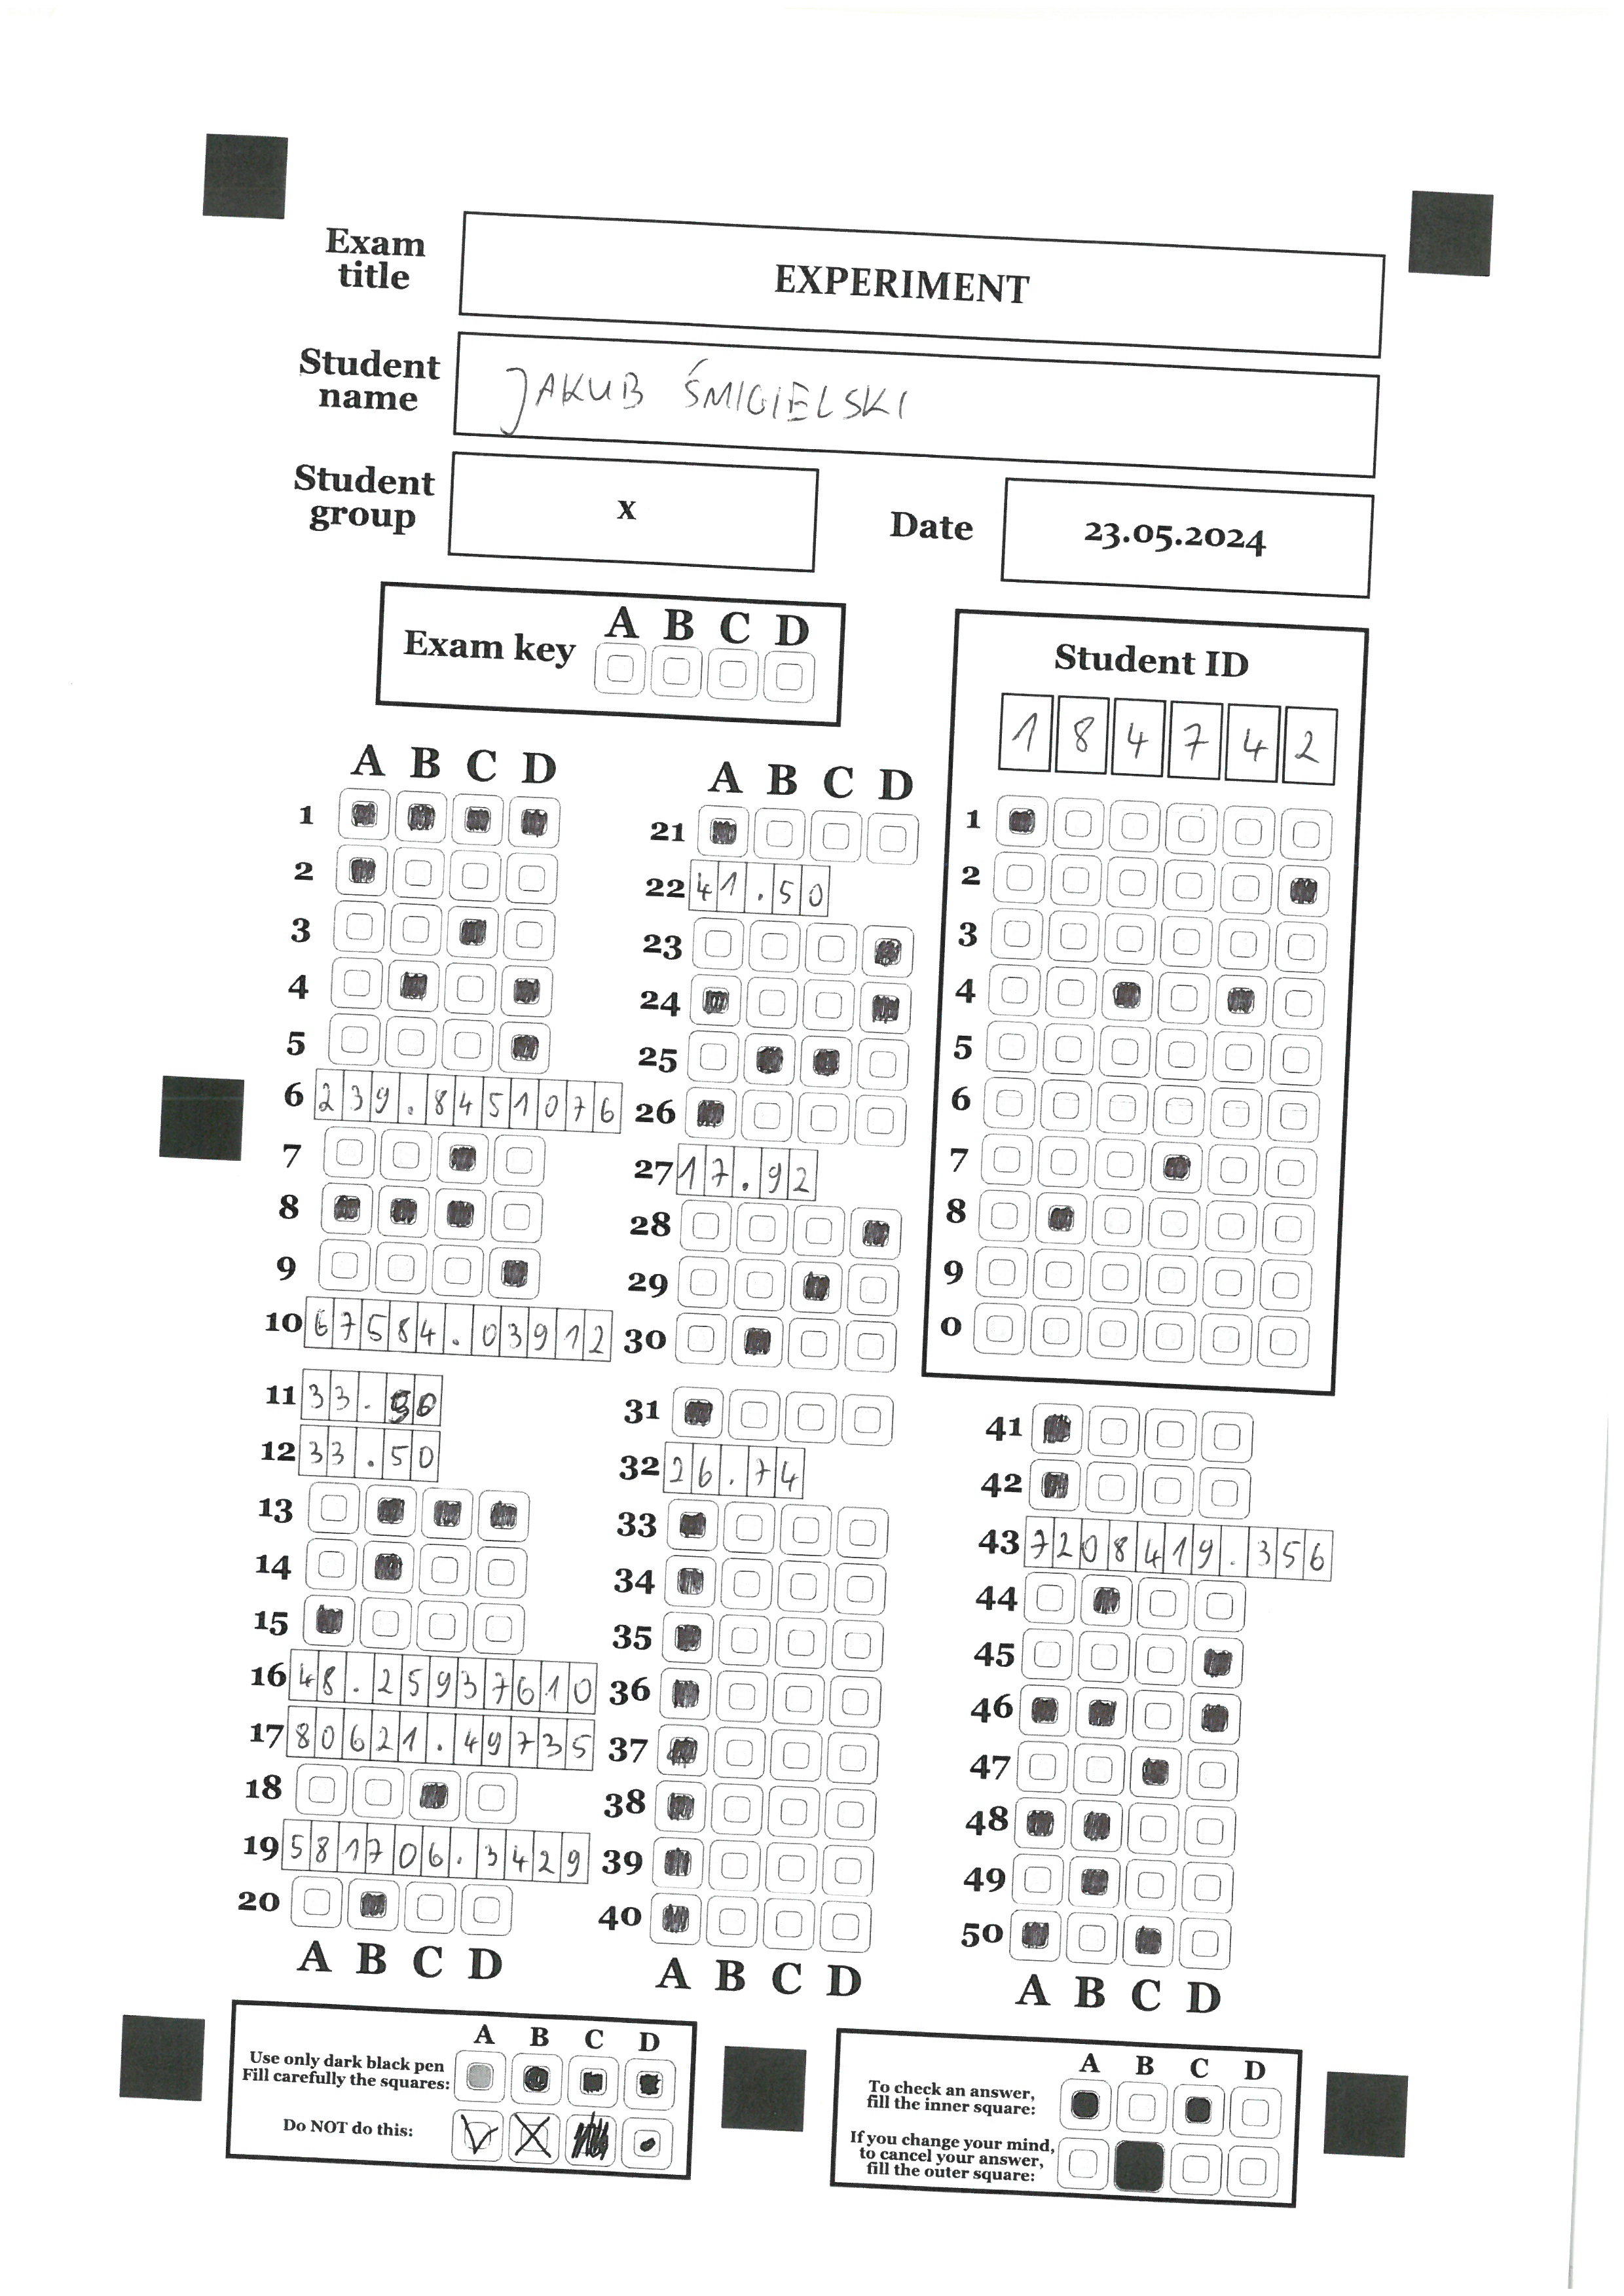 Exam title
EXPERIMENT
Student name
JAKUB ŚMIGIELSKI
Student group
x
Date
23.05.2024
Exam key
A B C D
Student ID
1 8 4 7 4 2
1
2
3
4
5
6
7
8
9
0
A B C D
1
2
3
4
5
6 239.8451076
7
8
9
10 67584.03912
11 33.90
12 33.50
13
14
15
16 48.25937610
17 80621.49735
18
19 581706.3429
20
A B C D
A B C D
21
22 41.50
23
24
25
26
27 17.92
28
29
30
31
32 26.74
33
34
35
36
37
38
39
40
A B C D
41
42
43 7208419.356
44
45
46
47
48
49
50
A B C D
A B C D
Use only dark black pen
Fill carefully the squares:
Do NOT do this:
A B C D
To check an answer,
fill the inner square:
If you change your mind,
to cancel your answer,
fill the outer square: